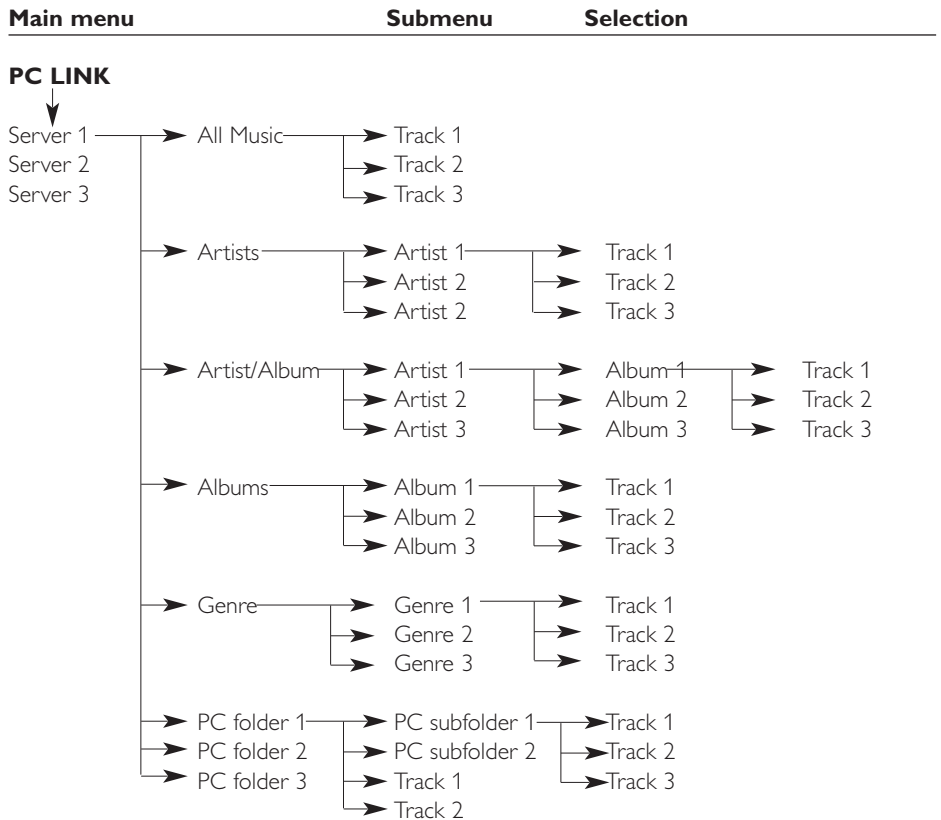 Main menu Submenu Selection
PC LINK
Server 1 All Music Track 1
Server 2 Track 2
Server 3 Track 3
Artists Artist 1 Track 1
Artist 2 Track 2
Artist 2 Track 3
Artist/Album Artist 1 Album 1 Track 1
Artist 2 Album 2 Track 2
Artist 3 Album 3 Track 3
Albums Album 1 Track 1
Album 2 Track 2
Album 3 Track 3
Genre Genre 1 Track 1
Genre 2 Track 2
Genre 3 Track 3
PC folder 1 PC subfolder 1 Track 1
PC folder 2 PC subfolder 2 Track 2
PC folder 3 Track 1 Track 3
Track 2